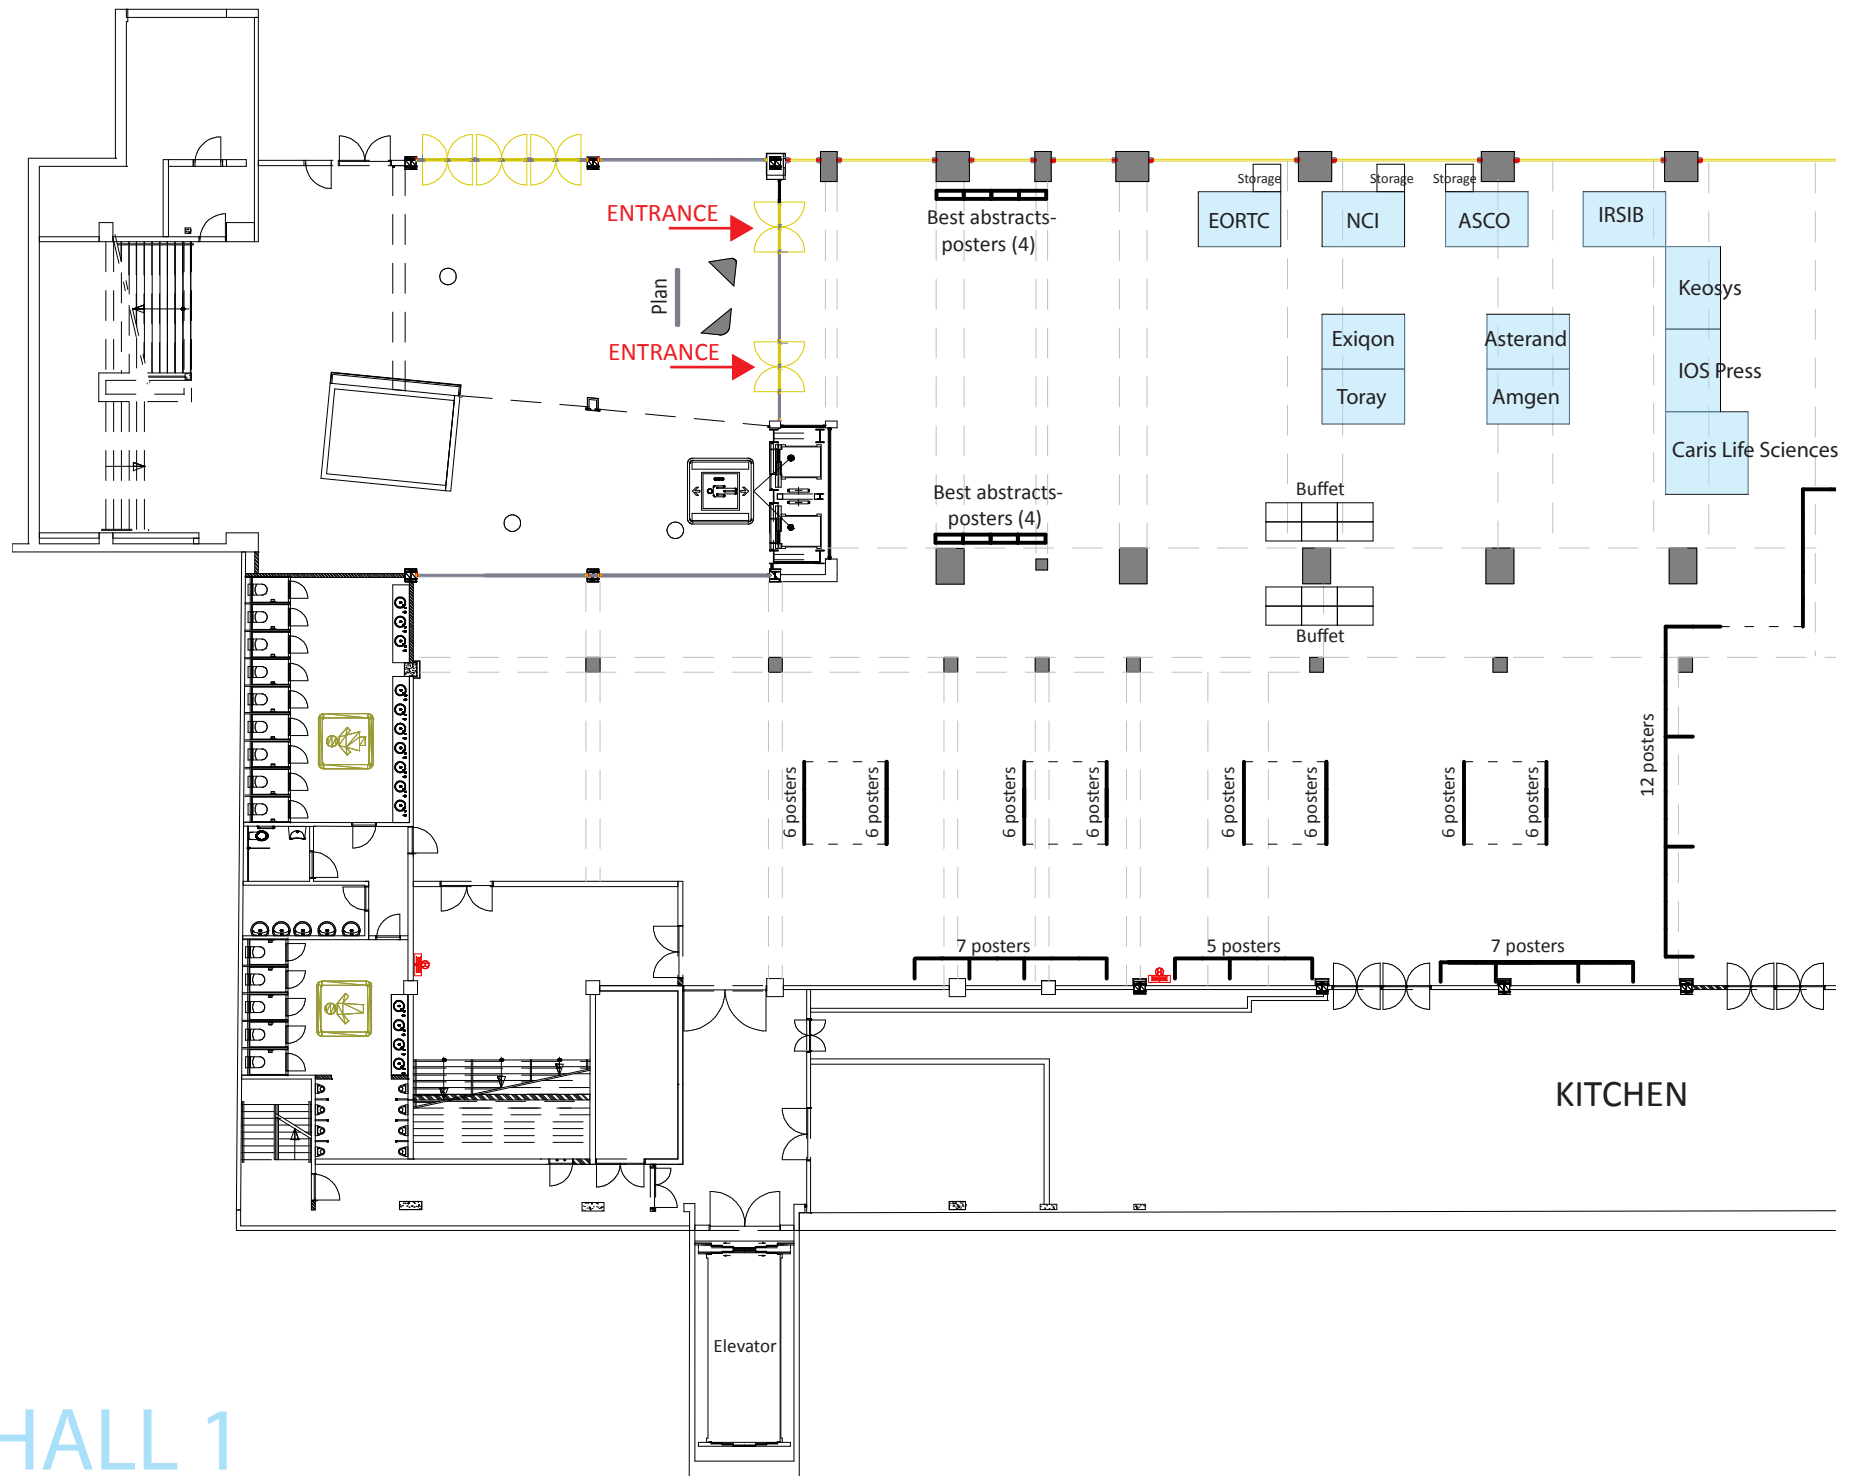 Storage
Storage
Storage
ENTRANCE
Best abstracts-
posters (4)
EORTC
NCI
ASCO
IRSIB
Plan
Keosys
ENTRANCE
Exiqon
Asterand
IOS Press
Toray
Amgen
Caris Life Sciences
Best abstracts-
posters (4)
Buffet
Buffet
12 posters
6 posters
6 posters
6 posters
6 posters
6 posters
6 posters
6 posters
6 posters
7 posters
5 posters
7 posters
KITCHEN
Elevator
HALL 1